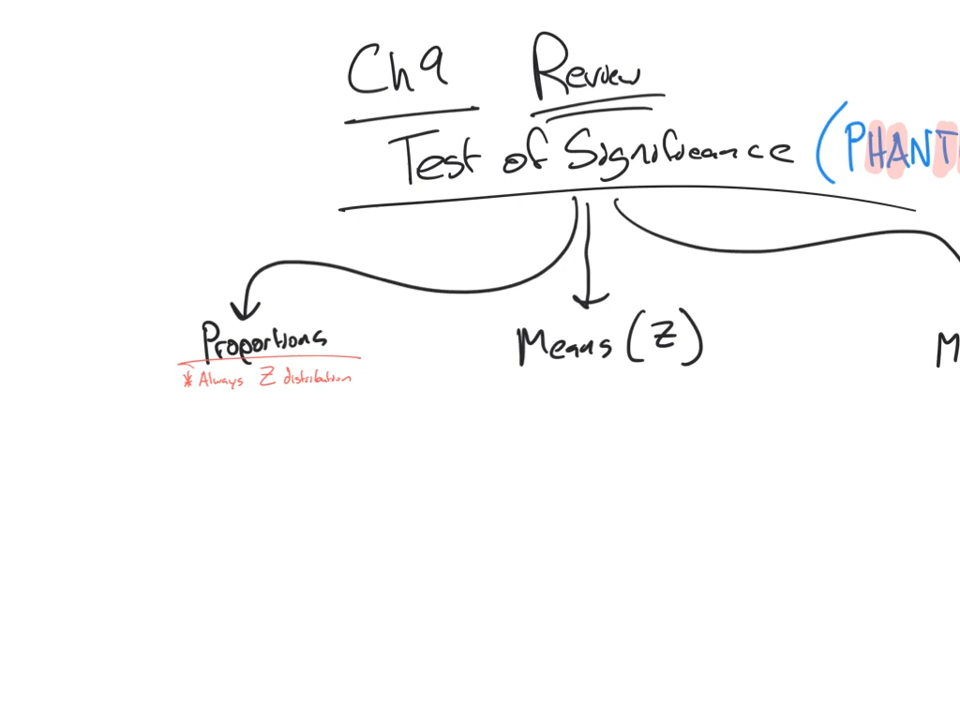 Ch 9 Review
Test of Significance (PHANT
Proportions
* Always Z distribution
Means (Z)
M